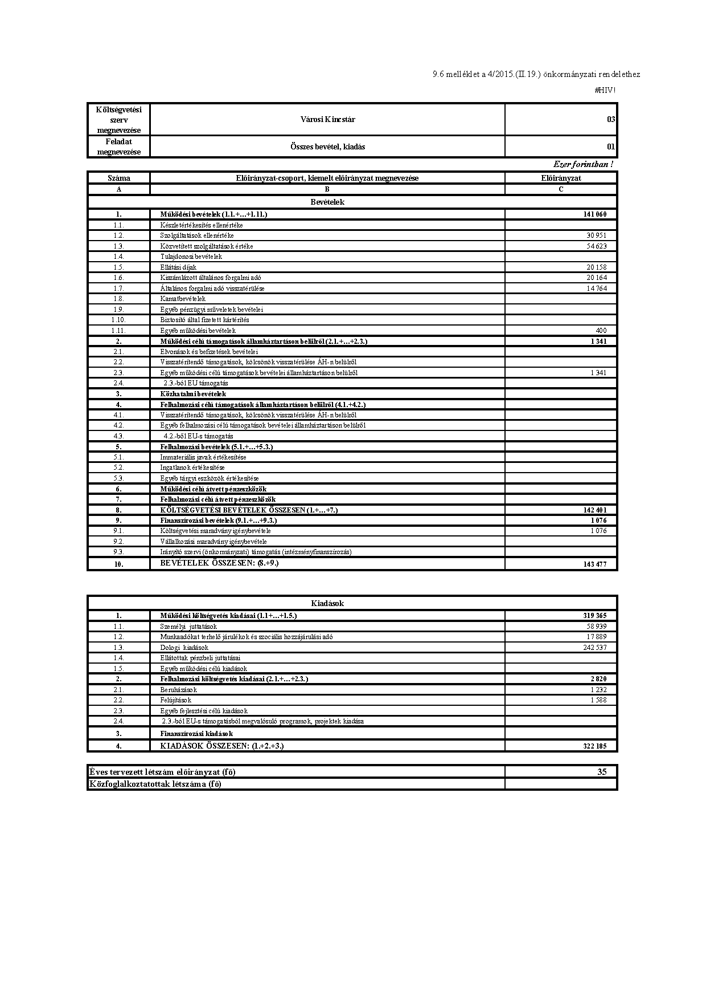 9.6 melléklet a 4/2015.(II.19.) önkormányzati rendelethez
#HIV!
Költségvetési szerv megnevezése Városi Kincstár 03
Feladat megnevezése Összes bevétel, kiadás 01
Ezer forintban !
Száma Előirányzat-csoport, kiemelt előirányzat megnevezése Előirányzat
A B C
Bevételek
1. Működési bevételek (1.1.+…+1.11.) 141 060
1.1. Készletértékesítés ellenértéke
1.2. Szolgáltatások ellenértéke 30 951
1.3. Közvetített szolgáltatások értéke 54 623
1.4. Tulajdonosi bevételek
1.5. Ellátási díjak 20 158
1.6. Kiszámlázott általános forgalmi adó 20 164
1.7. Általános forgalmi adó visszatérülése 14 764
1.8. Kamatbevételek
1.9. Egyéb pénzügyi műveletek bevételei
1.10. Biztosító által fizetett kártérítés
1.11. Egyéb működési bevételek 400
2. Működési célú támogatások államháztartáson belülről (2.1.+…+2.3.) 1 341
2.1. Elvonások és befizetések bevételei
2.2. Visszatérítendő támogatások, kölcsönök visszatérülése ÁH-n belülről
2.3. Egyéb működési célú támogatások bevételei államháztartáson belülről 1 341
2.4. 2.3.-ból EU támogatás
3. Közhatalmi bevételek
4. Felhalmozási célú támogatások államháztartáson belülről (4.1.+4.2.)
4.1. Visszatérítendő támogatások, kölcsönök visszatérülése ÁH-n belülről
4.2. Egyéb felhalmozási célú támogatások bevételei államháztartáson belülről
4.3. 4.2.-ből EU-s támogatás
5. Felhalmozási bevételek (5.1.+…+5.3.)
5.1. Immateriális javak értékesítése
5.2. Ingatlanok értékesítése
5.3. Egyéb tárgyi eszközök értékesítése
6. Működési célú átvett pénzeszközök
7. Felhalmozási célú átvett pénzeszközök
8. KÖLTSÉGVETÉSI BEVÉTELEK ÖSSZESEN (1.+…+7.) 142 401
9. Finanszírozási bevételek (9.1.+…+9.3.) 1 076
9.1. Költségvetési maradvány igénybevétele 1 076
9.2. Vállalkozási maradvány igénybevétele
9.3. Irányító szervi (önkormányzati) támogatás (intézményfinanszírozás)
10. BEVÉTELEK ÖSSZESEN: (8.+9.) 143 477
Kiadások
1. Működési költségvetés kiadásai (1.1+…+1.5.) 319 365
1.1. Személyi juttatások 58 939
1.2. Munkaadókat terhelő járulékok és szociális hozzájárulási adó 17 889
1.3. Dologi kiadások 242 537
1.4. Ellátottak pénzbeli juttatásai
1.5. Egyéb működési célú kiadások
2. Felhalmozási költségvetés kiadásai (2.1.+…+2.3.) 2 820
2.1. Beruházások 1 232
2.2. Felújítások 1 588
2.3. Egyéb fejlesztési célú kiadások
2.4. 2.3.-ból EU-s támogatásból megvalósuló programok, projektek kiadása
3. Finanszírozási kiadások
4. KIADÁSOK ÖSSZESEN: (1.+2.+3.) 322 185
Éves tervezett létszám előirányzat (fő) 35
Közfoglalkoztatottak létszáma (fő)